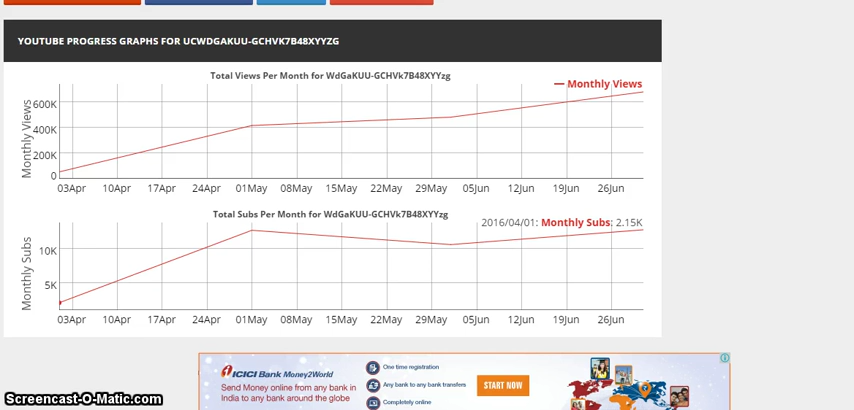 YOUTUBE PROGRESS GRAPHS FOR UCWDGAKUU-GCHVK7B48XYYZG
Total Views Per Month for WdGaKUU-GCHVk7B48XYYzg
Monthly Views
Monthly Views
600K
400K
200K
0
03Apr 10Apr 17Apr 24Apr 01May 08May 15May 22May 29May 05Jun 12Jun 19Jun 26Jun
Total Subs Per Month for WdGaKUU-GCHVk7B48XYYzg
2016/04/01: Monthly Subs: 2.15K
Monthly Subs
10K
5K
03Apr 10Apr 17Apr 24Apr 01May 08May 15May 22May 29May 05Jun 12Jun 19Jun 26Jun
ICICI Bank Money2World
Send Money online from any bank in
India to any bank around the globe
One time registration
Any bank to any bank transfers
Completely online
START NOW
Screencast-O-Matic.com